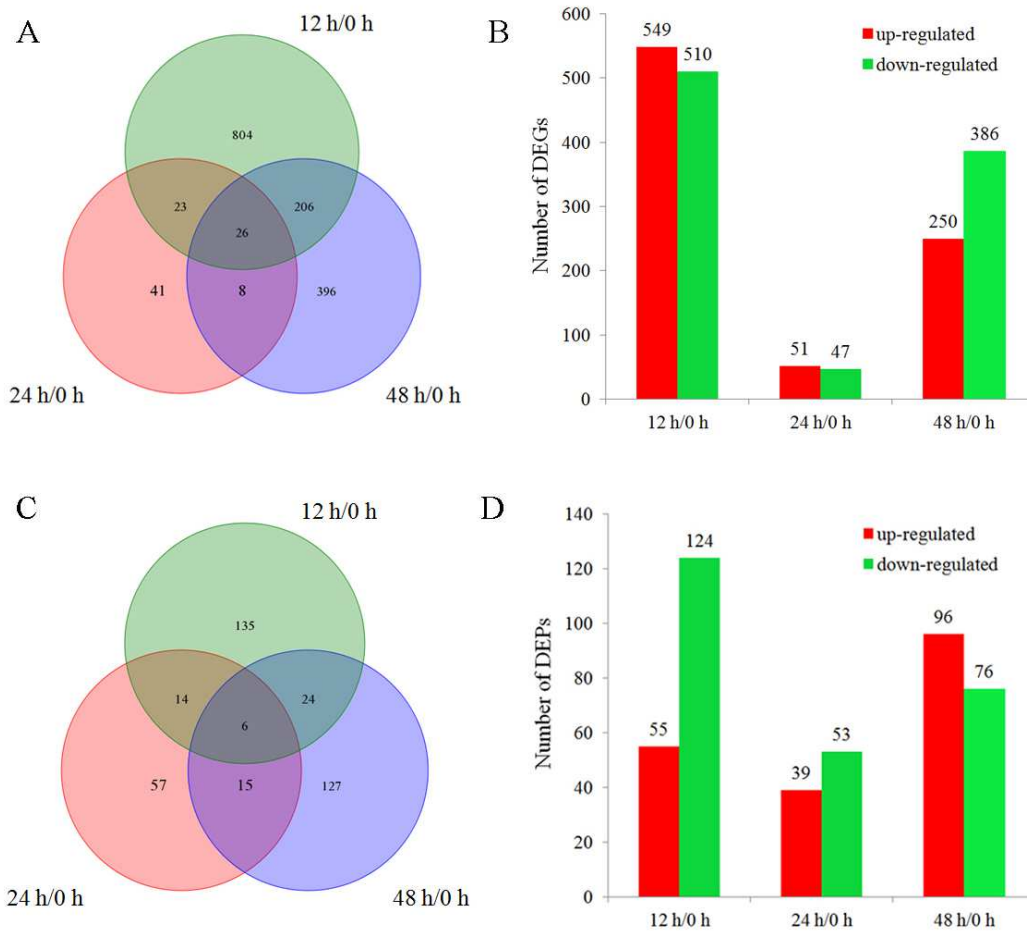 A
12 h/0 h
804
23
206
26
41
8
396
24 h/0 h
48 h/0 h
B
600
500
400
300
200
100
0
Number of DEGs
up-regulated
down-regulated
549
510
51
47
250
386
12 h/0 h
24 h/0 h
48 h/0 h
C
12 h/0 h
135
14
24
6
57
15
127
24 h/0 h
48 h/0 h
D
140
120
100
80
60
40
20
0
Number of DEPs
up-regulated
down-regulated
55
124
39
53
96
76
12 h/0 h
24 h/0 h
48 h/0 h